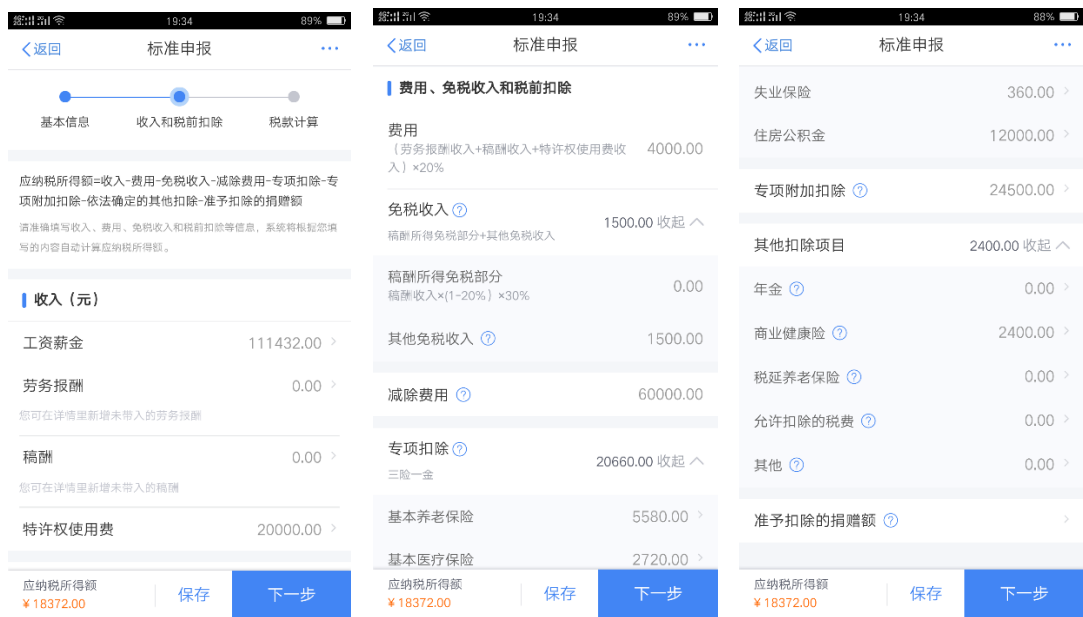 19:34
89%
返回
标准申报
基本信息
收入和税前扣除
税款计算
应纳税所得额=收入-费用-免税收入-减除费用-专项扣除-专
项附加扣除-依法确定的其他扣除-准予扣除的捐赠额
请准确填写收入、费用、免税收入和税前扣除等信息，系统将根据您填
写的内容自动计算应纳税所得额。
收入（元）
工资薪金
111432.00
劳务报酬
0.00
您可在详情里新增未带入的劳务报酬
稿酬
0.00
您可在详情里新增未带入的稿酬
特许权使用费
20000.00
应纳税所得额
¥18372.00
保存
下一步
19:34
89%
返回
标准申报
费用、免税收入和税前扣除
费用
（劳务报酬收入+稿酬收入+特许权使用费收
入）×20%
4000.00
免税收入
稿酬所得免税部分+其他免税收入
1500.00 收起
稿酬所得免税部分
稿酬收入×(1-20%）×30%
0.00
其他免税收入
1500.00
减除费用
60000.00
专项扣除
三险一金
20660.00 收起
基本养老保险
5580.00
基本医疗保险
2720.00
应纳税所得额
¥18372.00
保存
下一步
19:34
88%
返回
标准申报
失业保险
360.00
住房公积金
12000.00
专项附加扣除
24500.00
其他扣除项目
2400.00 收起
年金
0.00
商业健康险
2400.00
税延养老保险
0.00
允许扣除的税费
0.00
其他
0.00
准予扣除的捐赠额
应纳税所得额
¥18372.00
保存
下一步